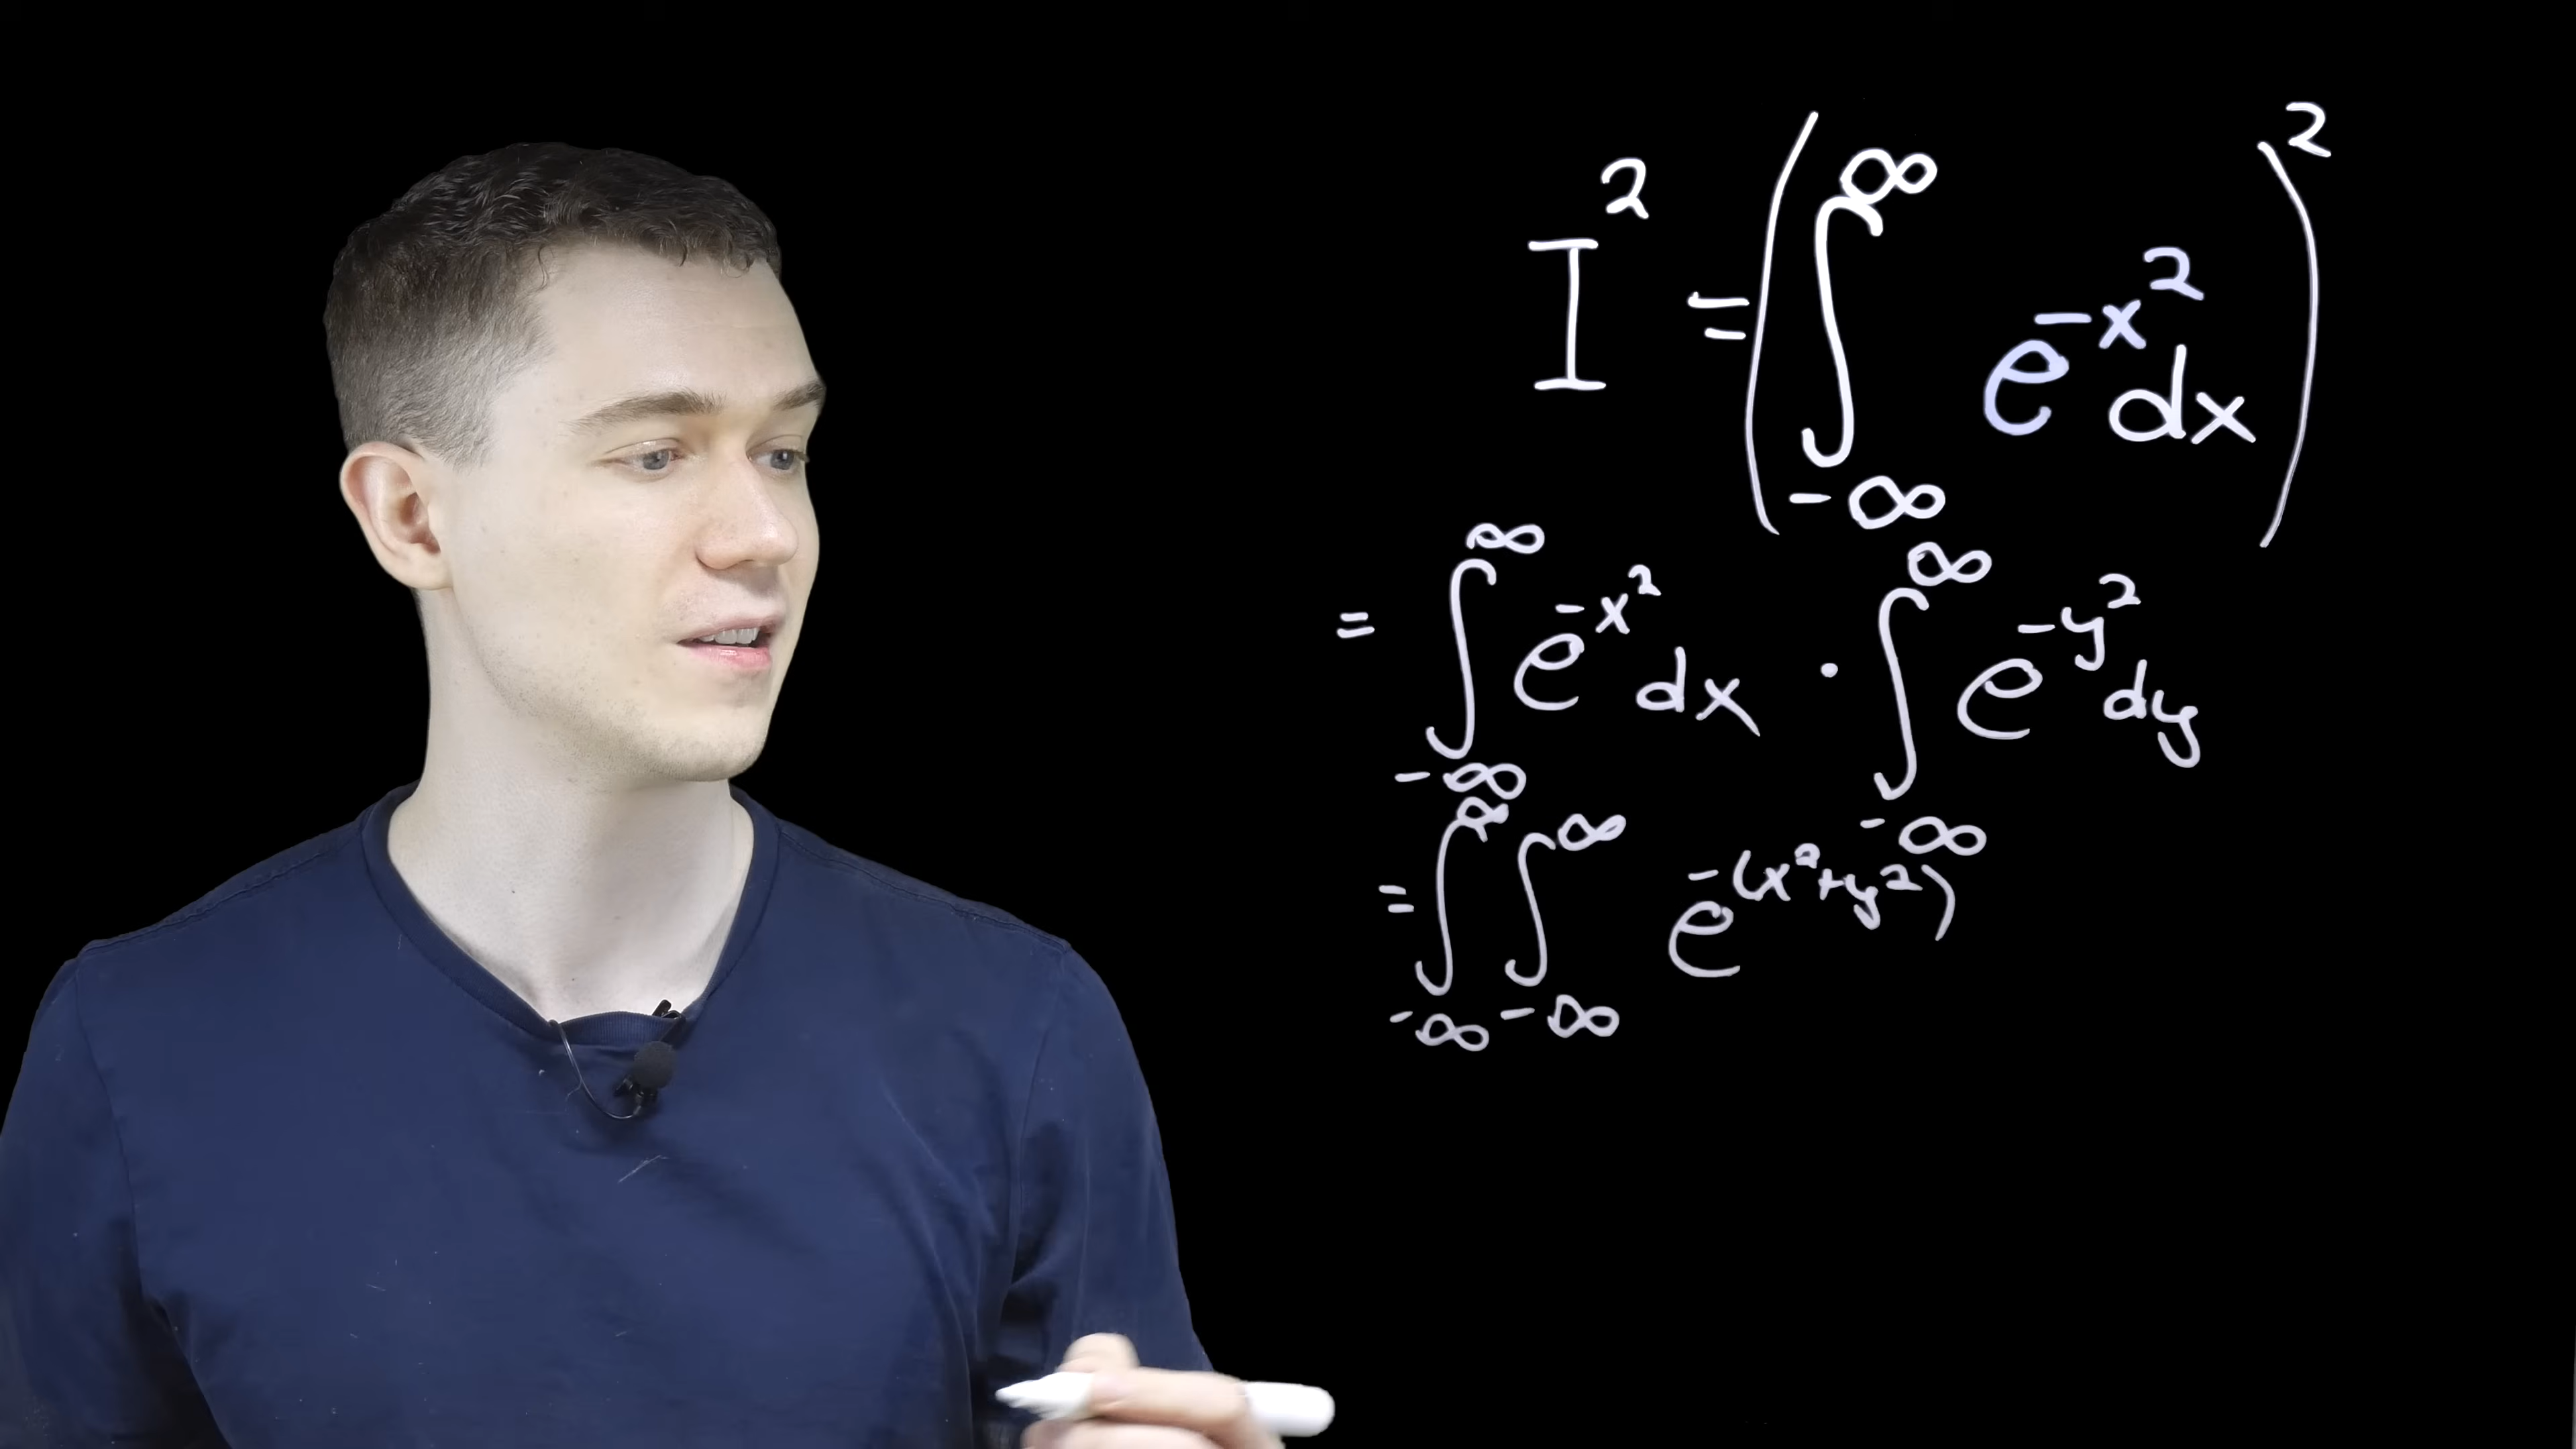 I² = (∫_{-∞}^{∞} e^{-x²} dx)²
= ∫_{-∞}^{∞} e^{-x²} dx · ∫_{-∞}^{∞} e^{-y²} dy
= ∫_{-∞}^{∞} ∫_{-∞}^{∞} e^{-(x²+y²)}